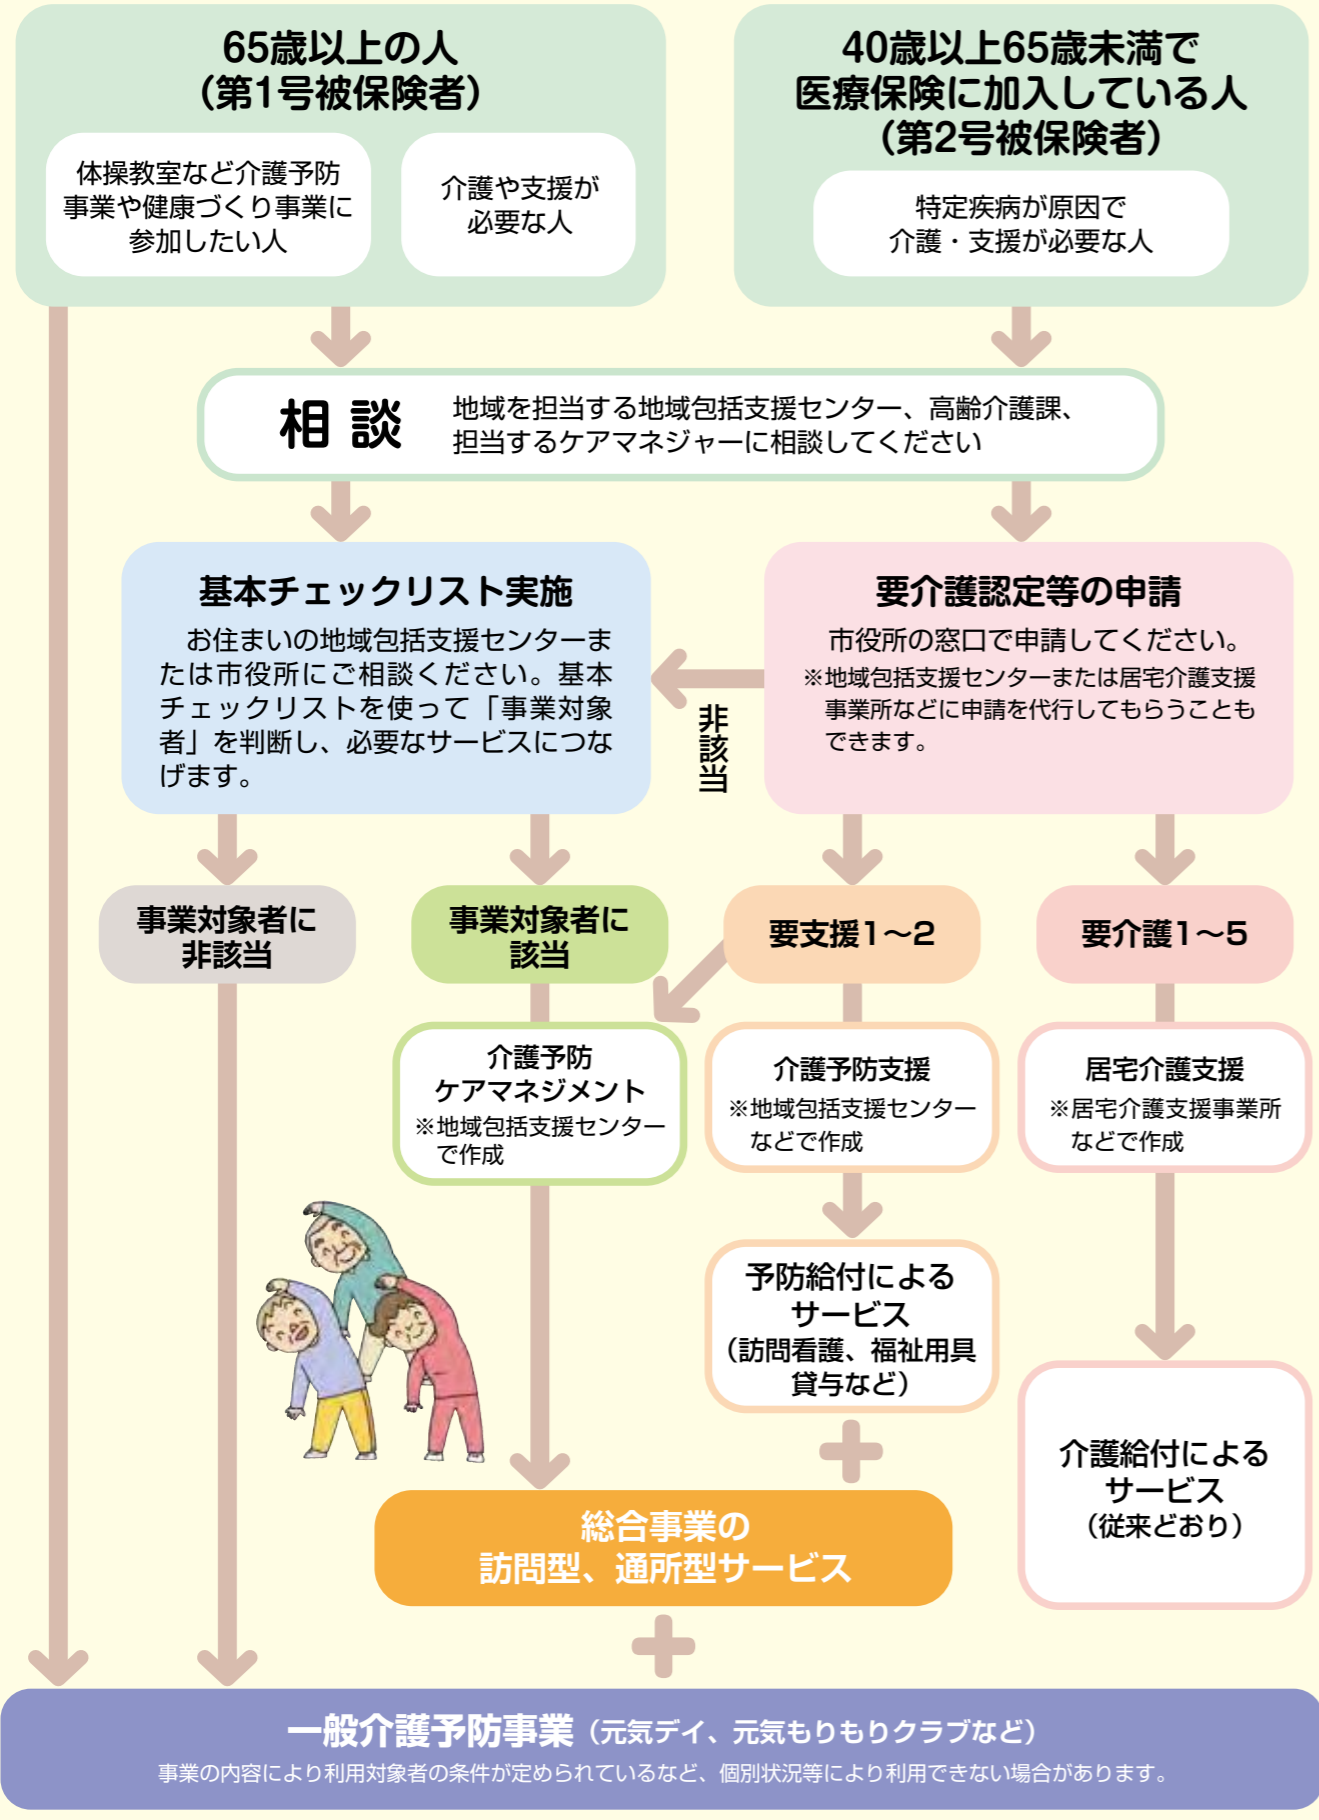 65歳以上の人
（第1号被保険者）
体操教室など介護予防
事業や健康づくり事業に
参加したい人
介護や支援が
必要な人
40歳以上65歳未満で
医療保険に加入している人
（第2号被保険者）
特定疾病が原因で
介護・支援が必要な人
相談
地域を担当する地域包括支援センター、高齢介護課、
担当するケアマネジャーに相談してください
基本チェックリスト実施
お住まいの地域包括支援センターま
たは市役所にご相談ください。基本
チェックリストを使って「事業対象
者」を判断し、必要なサービスにつな
げます。
非該当
要介護認定等の申請
市役所の窓口で申請してください。
※地域包括支援センターまたは居宅介護支援
事業所などに申請を代行してもらうことも
できます。
事業対象者に
非該当
事業対象者に
該当
要支援1～2
要介護1～5
介護予防
ケアマネジメント
※地域包括支援センター
で作成
介護予防支援
※地域包括支援センター
などで作成
居宅介護支援
※居宅介護支援事業所
などで作成
予防給付による
サービス
（訪問看護、福祉用具
貸与など）
介護給付による
サービス
（従来どおり）
総合事業の
訪問型、通所型サービス
一般介護予防事業（元気デイ、元気もりもりクラブなど）
事業の内容により利用対象者の条件が定められているなど、個別状況等により利用できない場合があります。